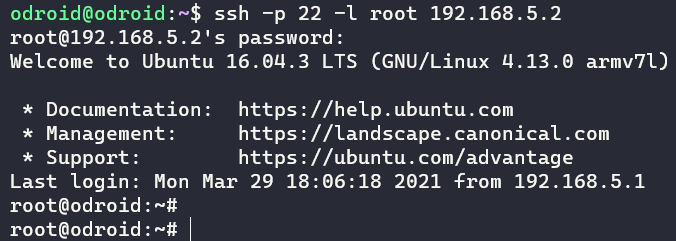 odroid@odroid:~$ ssh -p 22 -l root 192.168.5.2
root@192.168.5.2's password:
Welcome to Ubuntu 16.04.3 LTS (GNU/Linux 4.13.0 armv7l)

 * Documentation:  https://help.ubuntu.com
 * Management:     https://landscape.canonical.com
 * Support:        https://ubuntu.com/advantage
Last login: Mon Mar 29 18:06:18 2021 from 192.168.5.1
root@odroid:~#
root@odroid:~#